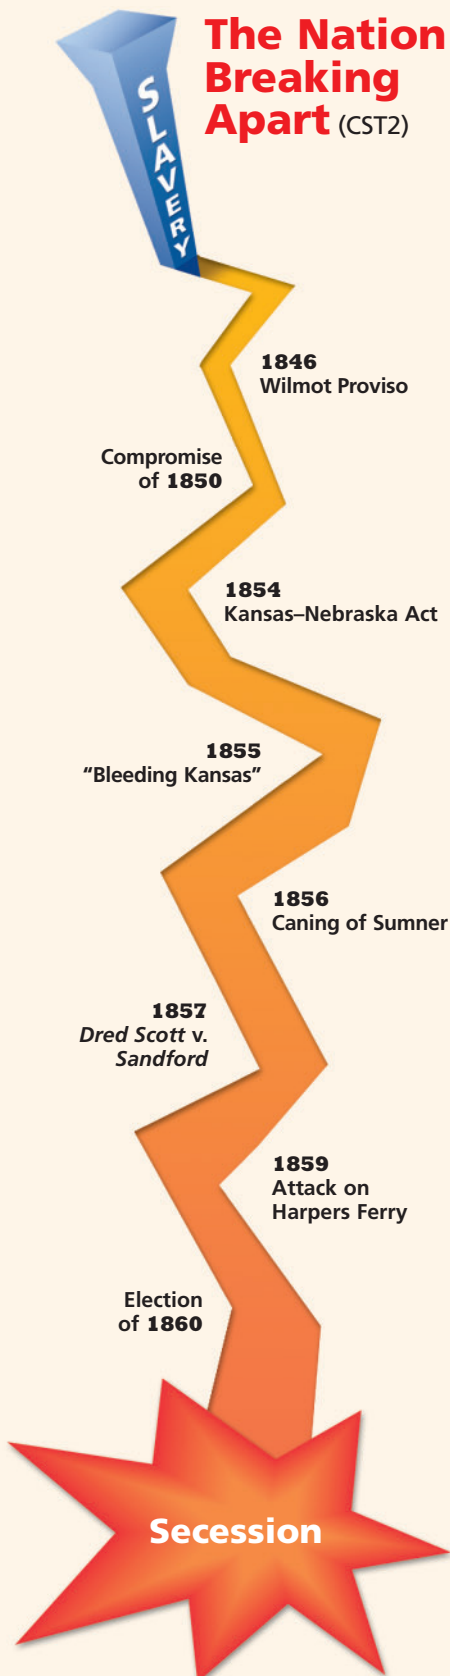 The Nation
Breaking
Apart (CST2)
SLAVERY
1846
Wilmot Proviso
Compromise
of 1850
1854
Kansas–Nebraska Act
1855
“Bleeding Kansas”
1856
Caning of Sumner
1857
Dred Scott v.
Sandford
1859
Attack on
Harpers Ferry
Election
of 1860
Secession